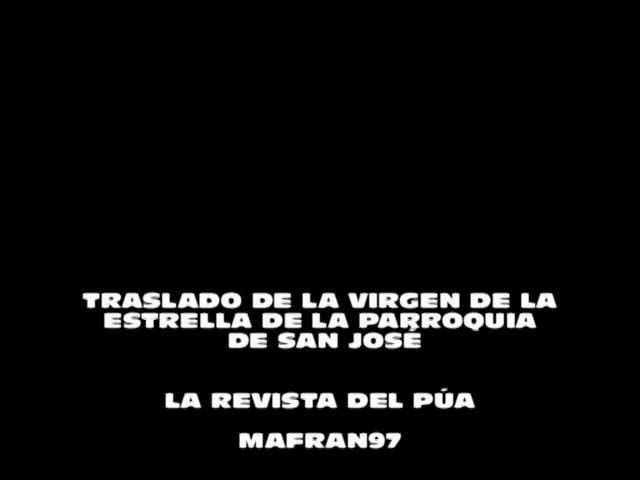 TRASLADO DE LA VIRGEN DE LA
ESTRELLA DE LA PARROQUIA
DE SAN JOSÉ
LA REVISTA DEL PÚA
MAFRAN97